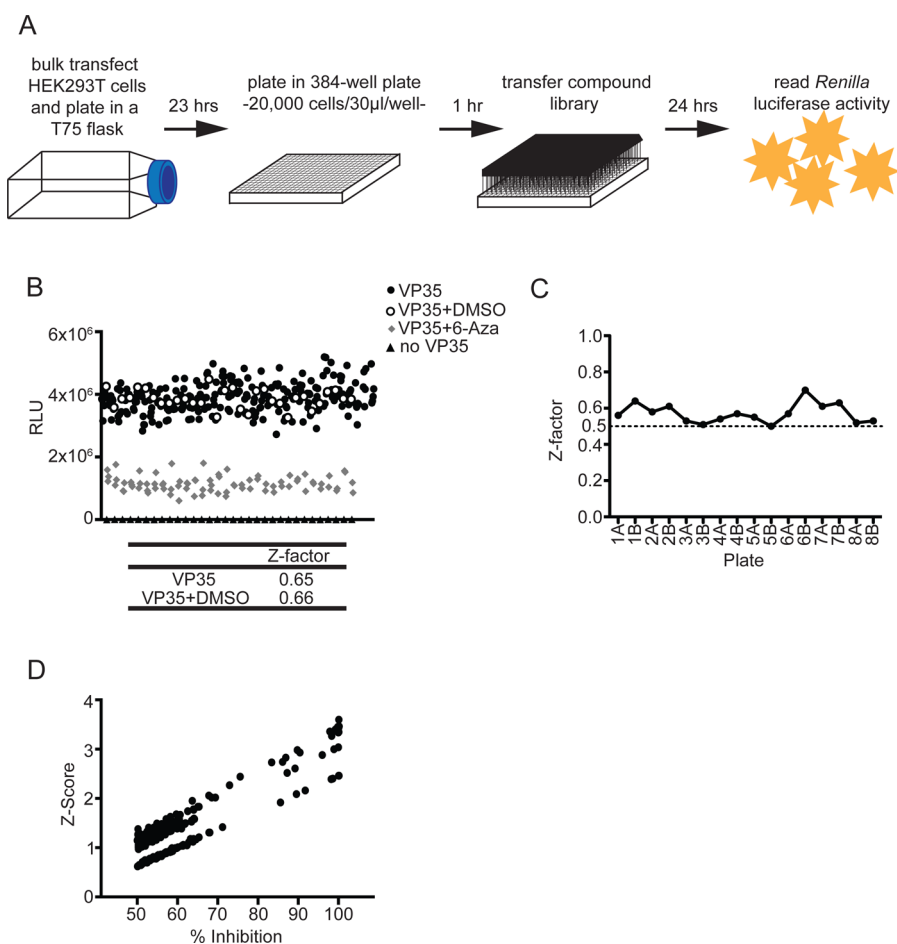 A
bulk transfect
HEK293T cells
and plate in a
T75 flask
23 hrs
plate in 384-well plate
-20,000 cells/30µl/well-
1 hr
transfer compound
library
24 hrs
read Renilla
luciferase activity
B
VP35
VP35+DMSO
VP35+6-Aza
no VP35
6x10⁶
4x10⁶
2x10⁶
0
RLU
Z-factor
VP35 0.65
VP35+DMSO 0.66
C
1.0
0.8
0.6
0.5
0.4
0.2
0.0
Z-factor
1A 1B 2A 2B 3A 3B 4A 4B 5A 5B 6A 6B 7A 7B 8A 8B
Plate
D
4
3
2
1
0
Z-Score
50 60 70 80 90 100
% Inhibition